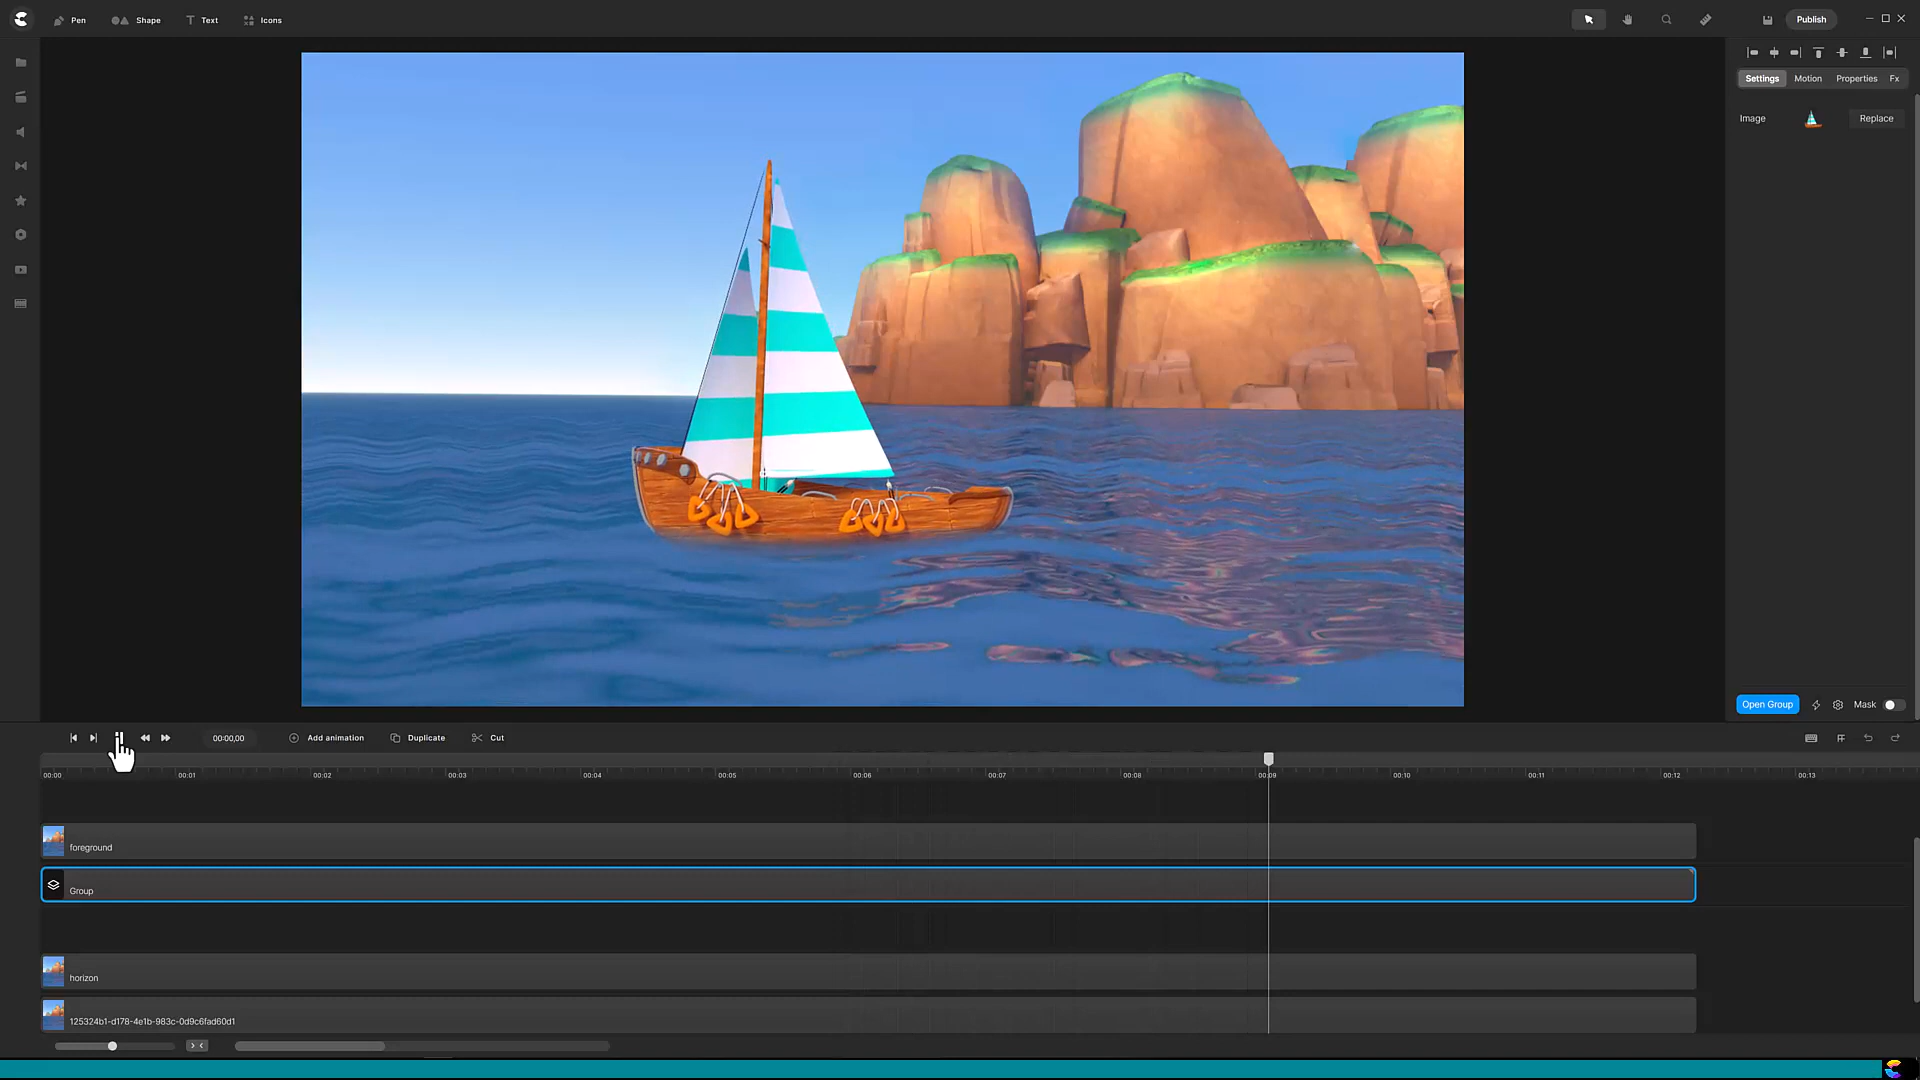 Pen
Shape
Text
Icons
Publish
Settings
Motion
Properties
Fx
Image
Replace
Open Group
Mask
00:00,00
Add animation
Duplicate
Cut
00:00
00:01
00:02
00:03
00:04
00:05
00:06
00:07
00:08
00:09
00:10
00:11
00:12
00:13
foreground
Group
horizon
125324b1-d178-4e1b-983c-0d9c6fad60d1